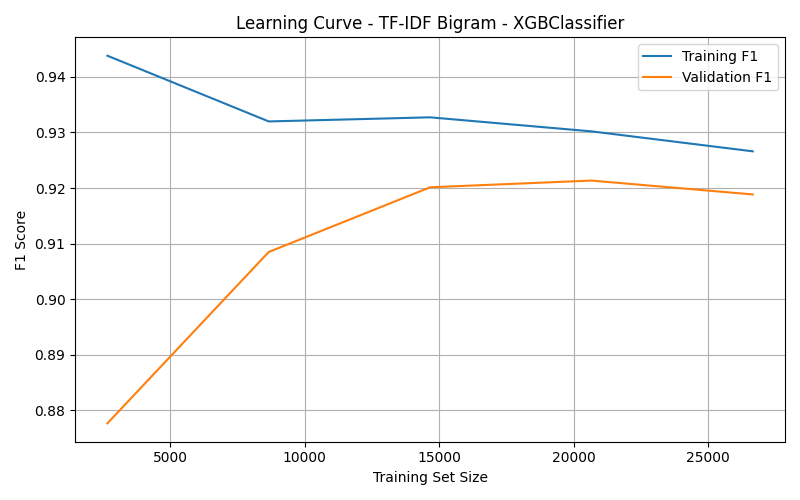 Learning Curve - TF-IDF Bigram - XGBClassifier
Training F1
Validation F1
0.94
0.93
0.92
0.91
0.90
0.89
0.88
F1 Score
5000 10000 15000 20000 25000
Training Set Size